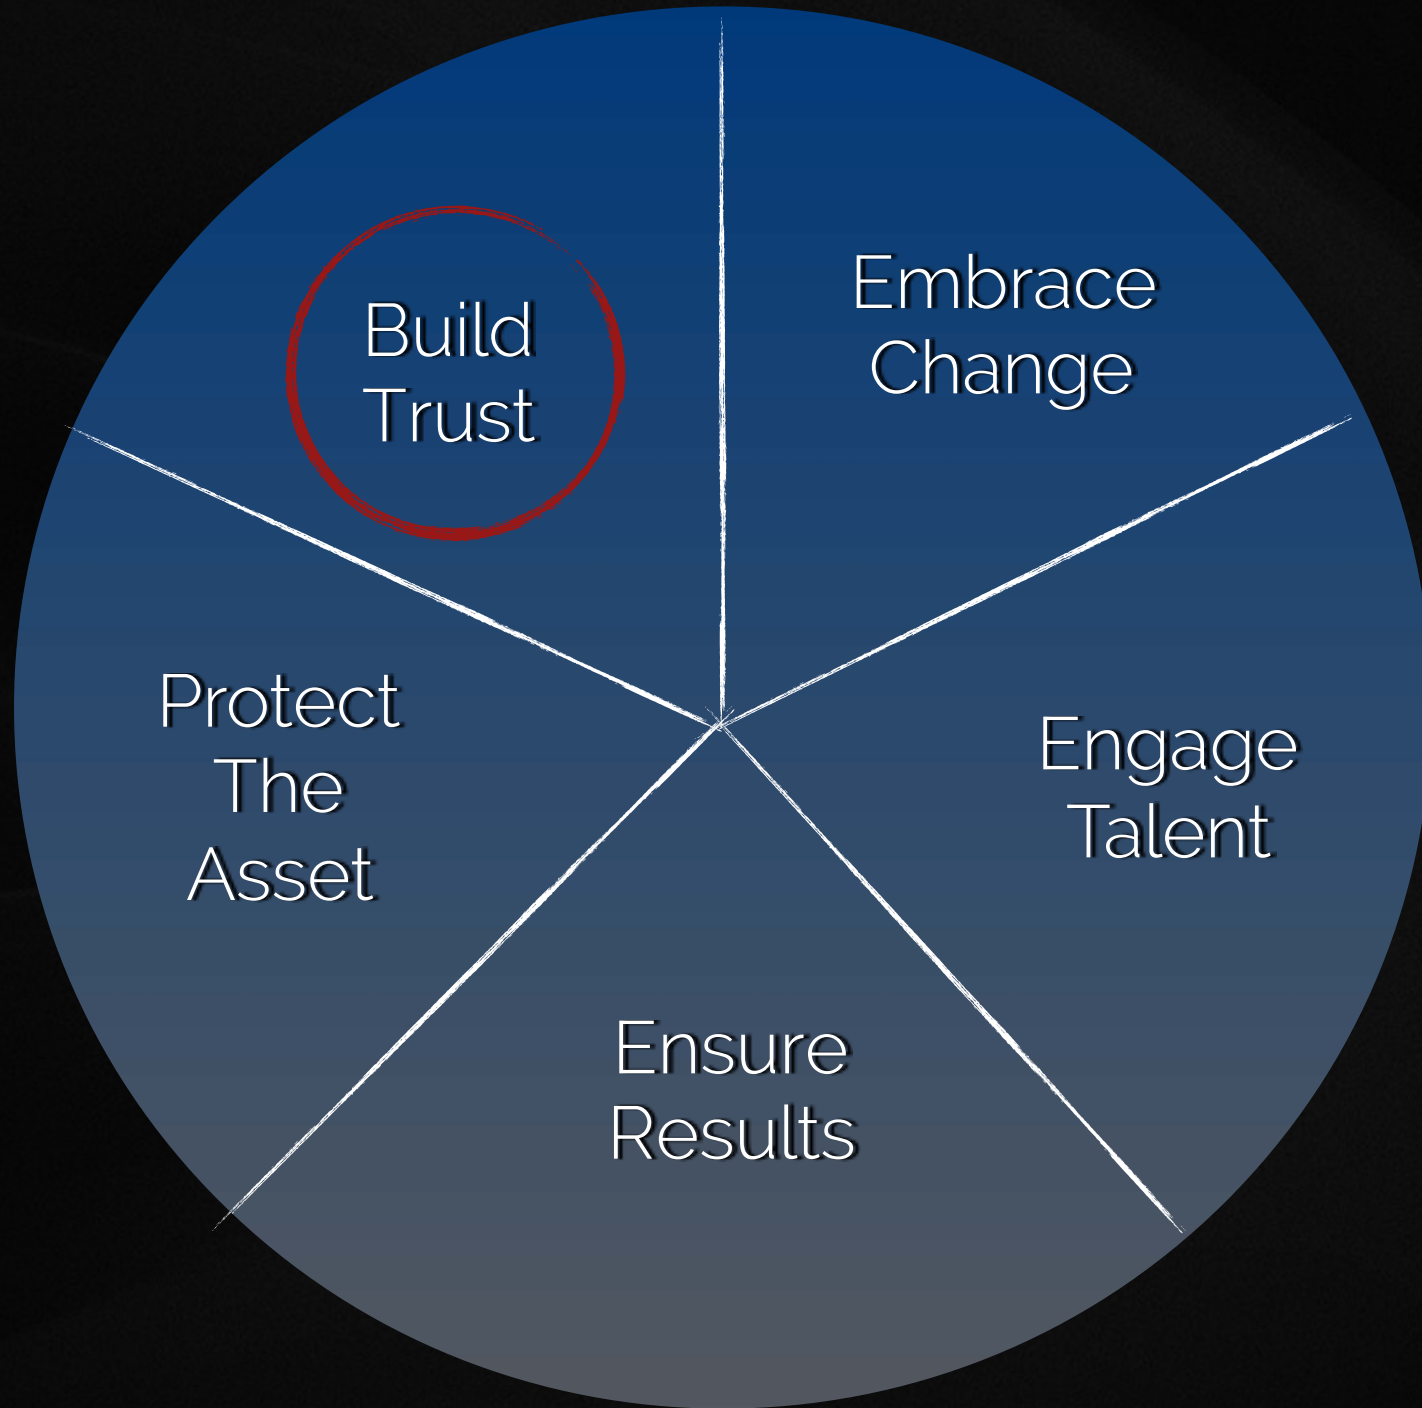 Build
Trust
Embrace
Change
Engage
Talent
Ensure
Results
Protect
The
Asset